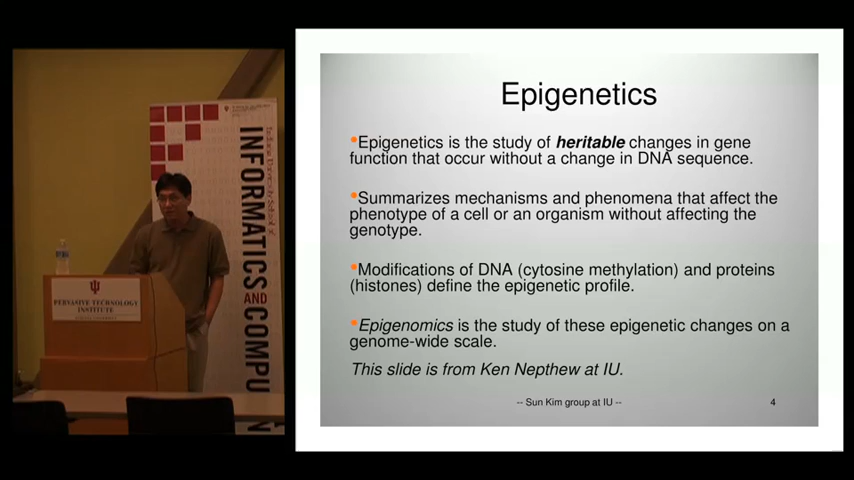 Epigenetics
•Epigenetics is the study of heritable changes in gene
function that occur without a change in DNA sequence.
•Summarizes mechanisms and phenomena that affect the
phenotype of a cell or an organism without affecting the
genotype.
•Modifications of DNA (cytosine methylation) and proteins
(histones) define the epigenetic profile.
•Epigenomics is the study of these epigenetic changes on a
genome-wide scale.
This slide is from Ken Nepthew at IU.
-- Sun Kim group at IU --
4
Indiana University School of
INFORMATICS AND COMPU
PERVASIVE TECHNOLOGY
INSTITUTE